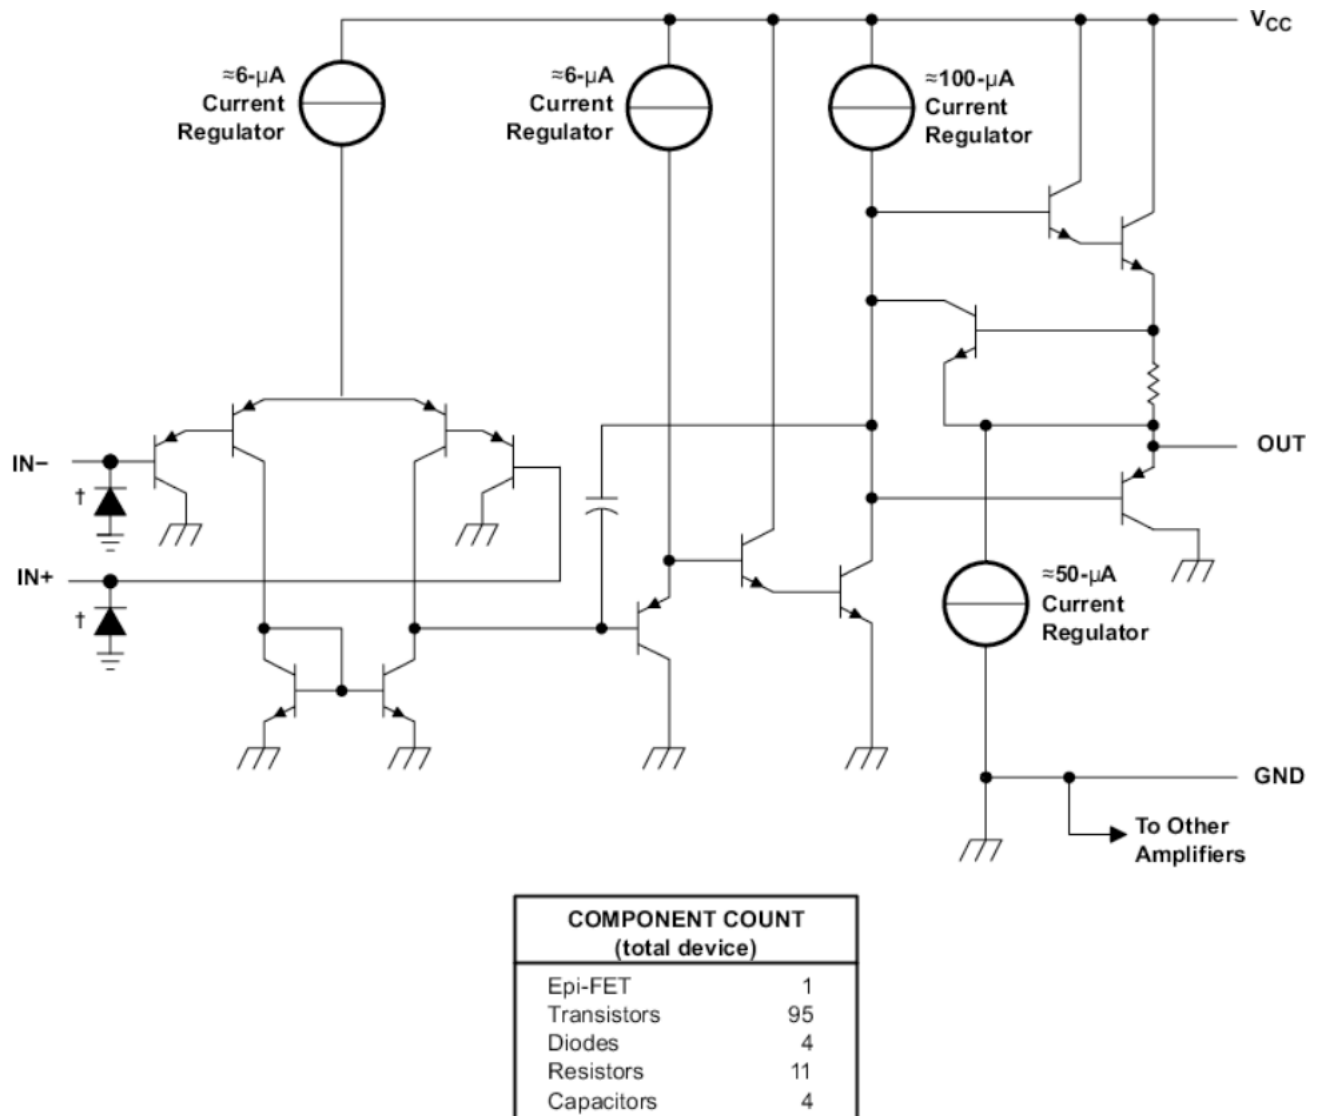 VCC
≈6-µA
Current
Regulator
≈6-µA
Current
Regulator
≈100-µA
Current
Regulator
IN−
†
OUT
IN+
†
≈50-µA
Current
Regulator
GND
To Other
Amplifiers
COMPONENT COUNT
(total device)
Epi-FET 1
Transistors 95
Diodes 4
Resistors 11
Capacitors 4